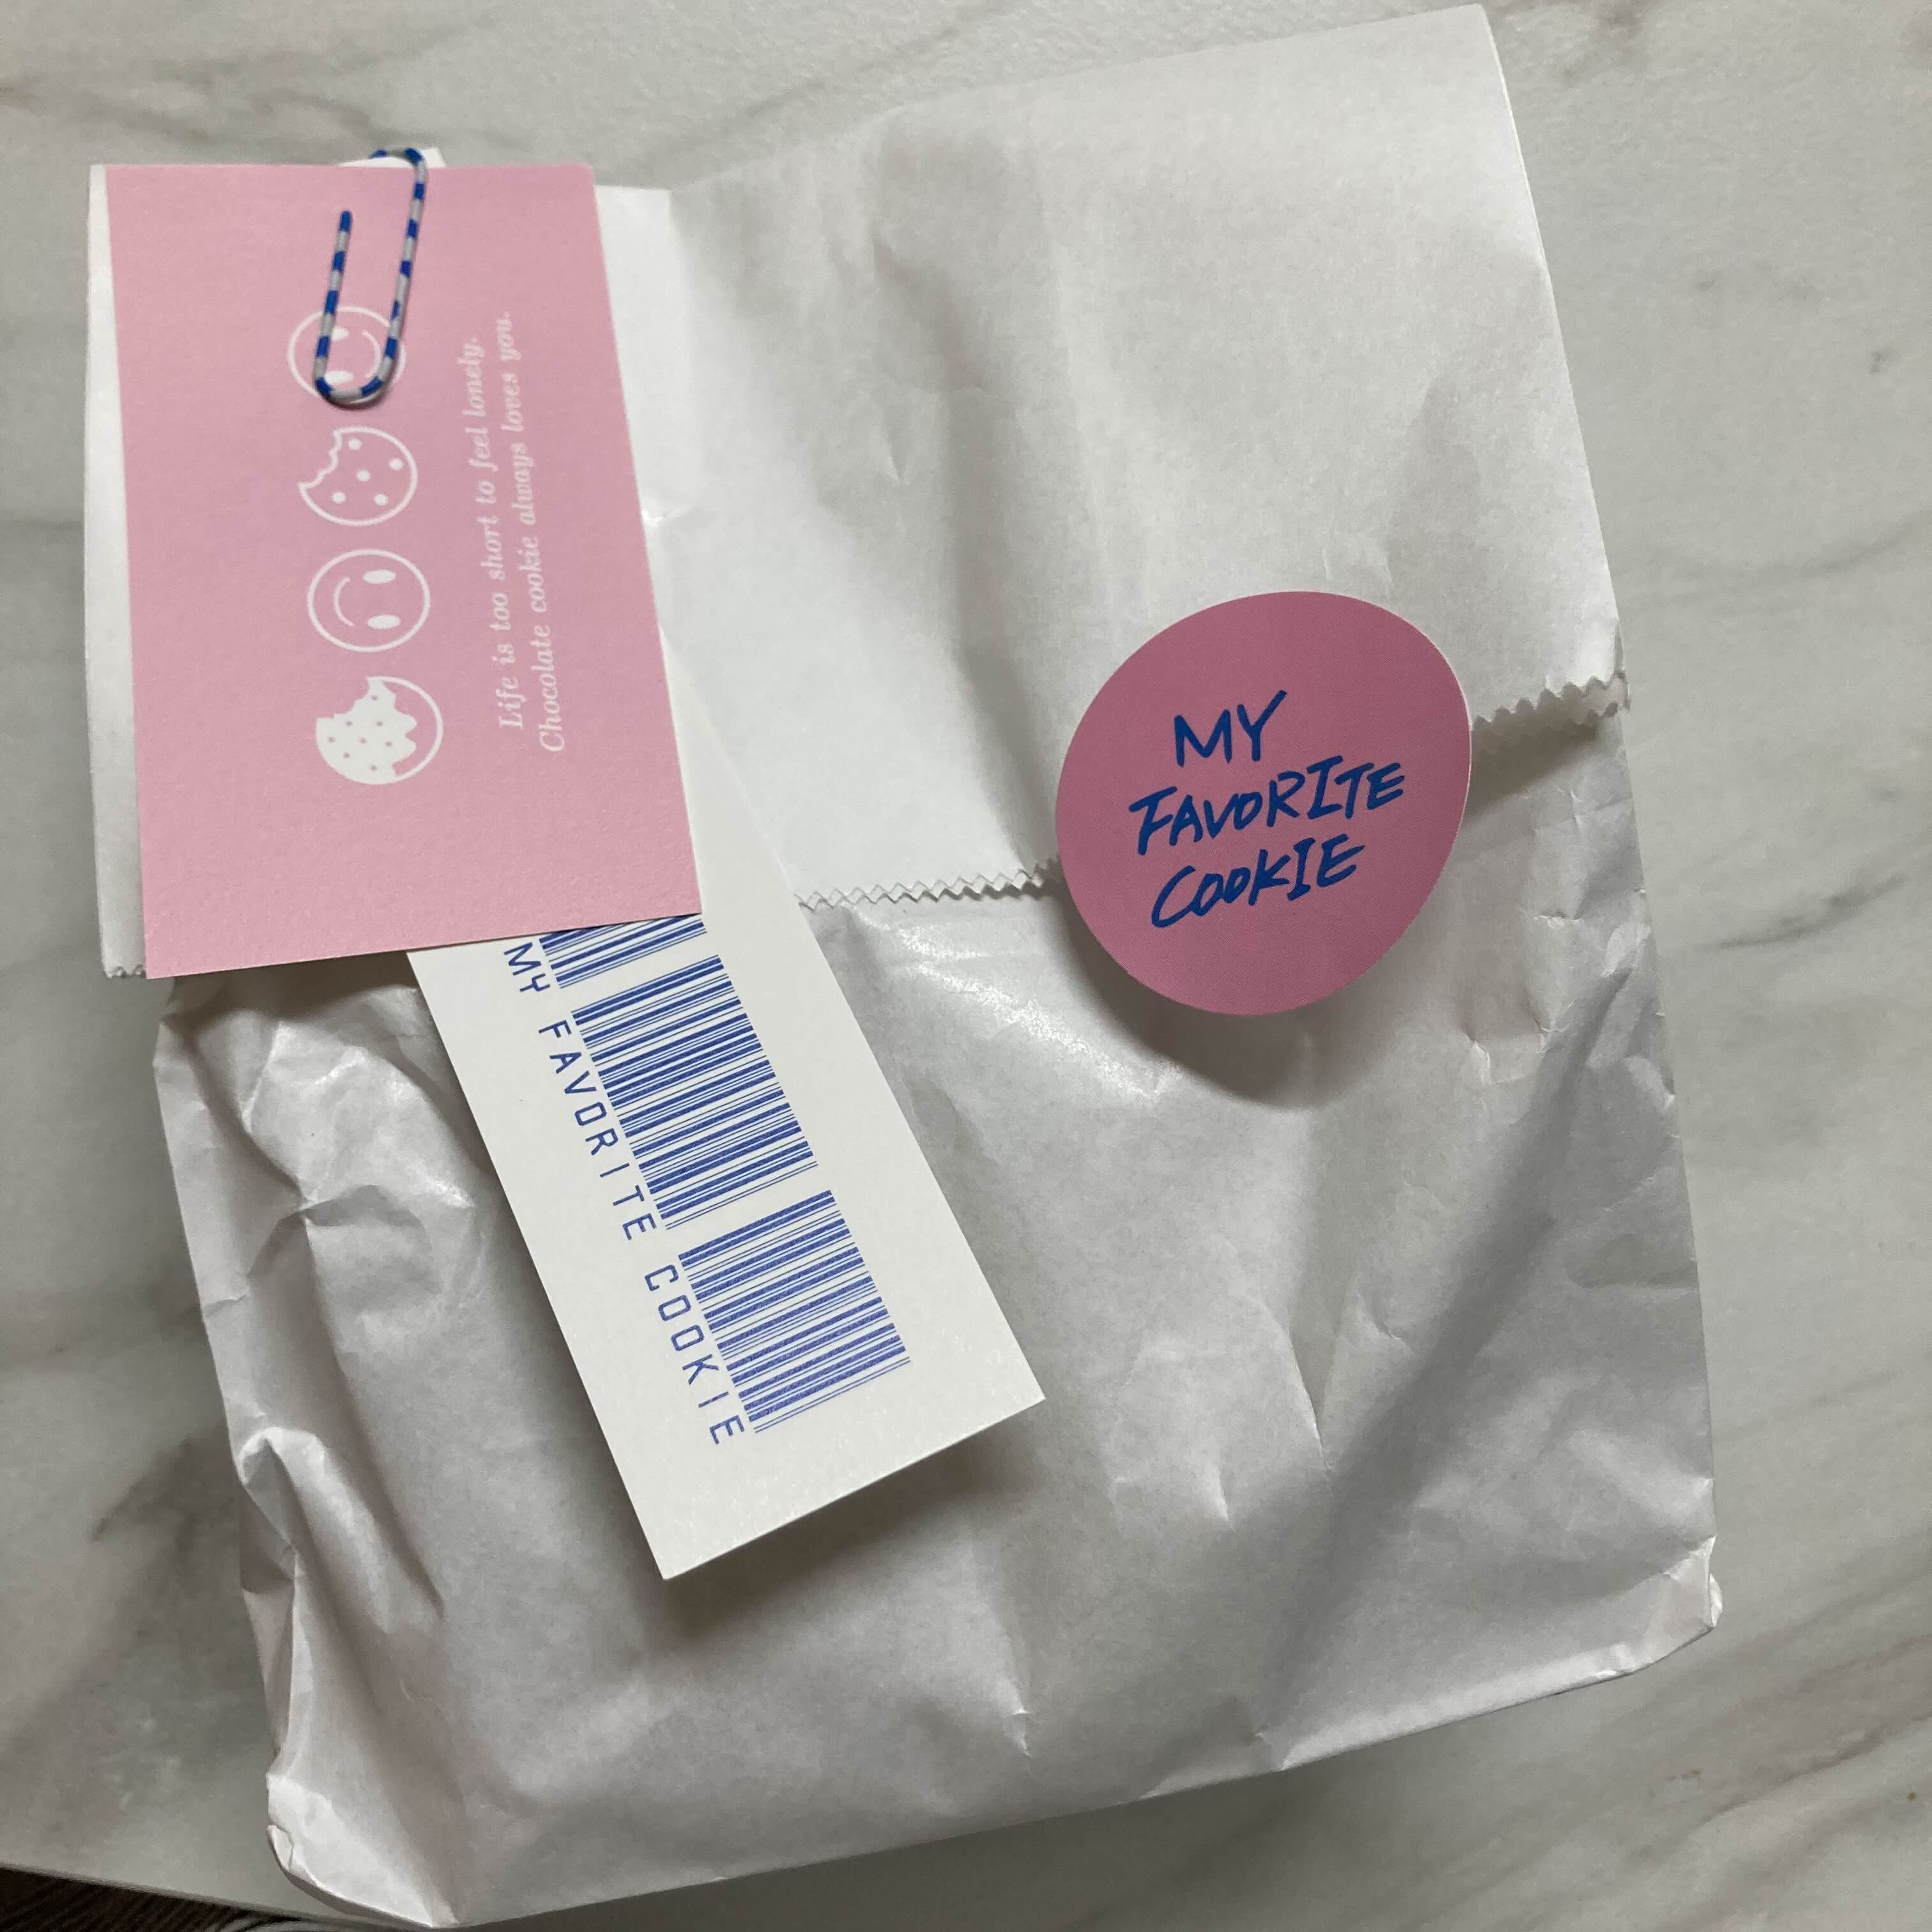 Life is too short to feel lonely.
Chocolate cookie always loves you.
MY
FAVORITE
COOKIE
MY FAVORITE COOKIE